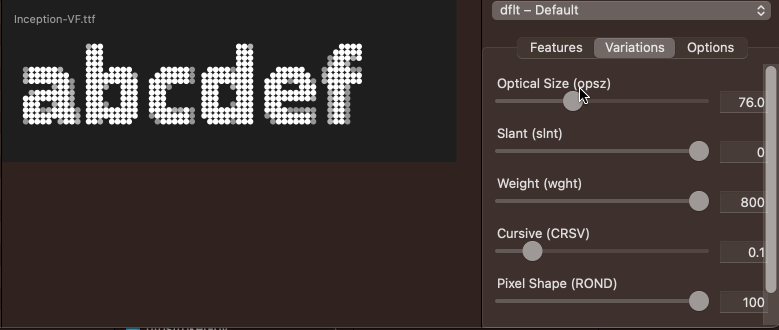 Inception-VF.ttf
abcdef
dflt – Default
Features Variations Options
Optical Size (opsz)
76.0
Slant (slnt)
0
Weight (wght)
800
Cursive (CRSV)
0.1
Pixel Shape (ROND)
100